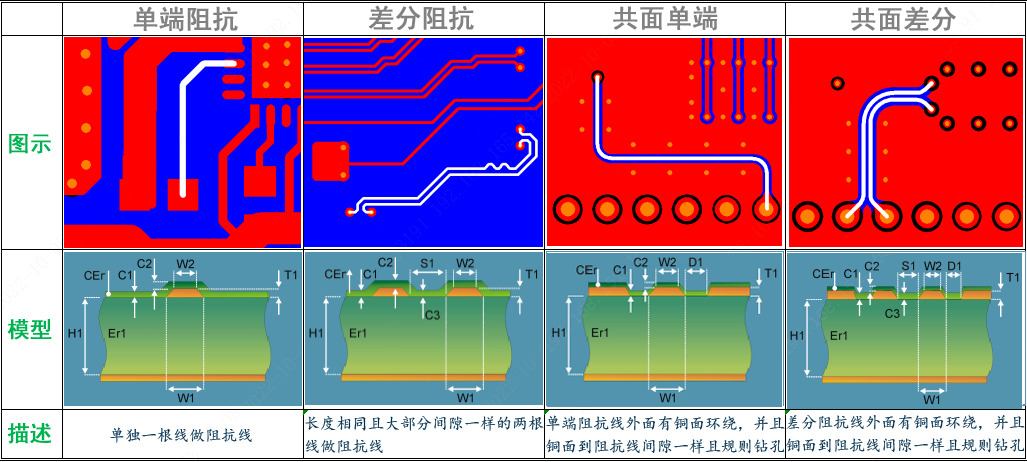 单端阻抗
差分阻抗
共面单端
共面差分
图示
模型
CEr C1 C2 W2 T1
H1 Er1
W1
CEr C1 C2 S1 W2 T1
H1 Er1 C3
W1
CEr C1 C2 W2 D1 T1
H1 Er1
W1
CEr C1 C2 S1 W2 D1 T1
H1 Er1 C3
W1
描述
单独一根线做阻抗线
长度相同且大部分间隙一样的两根
线做阻抗线
单端阻抗线外面有铜面环绕，并且
铜面到阻抗线间隙一样且规则钻孔
差分阻抗线外面有铜面环绕，并且
铜面到阻抗线间隙一样且规则钻孔